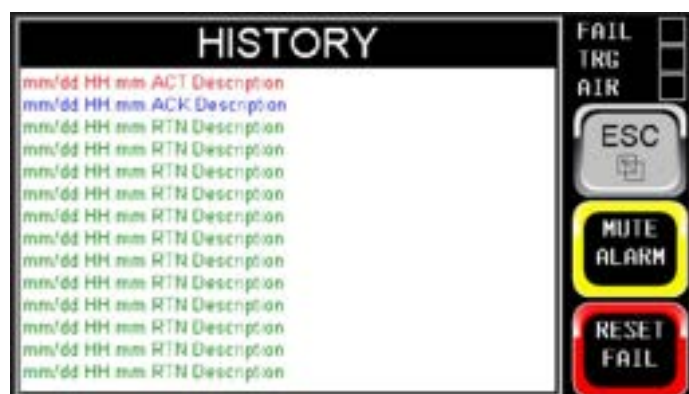 HISTORY
mm/dd HH mm ACT Description
mm/dd HH mm ACK Description
mm/dd HH mm RTN Description
mm/dd HH mm RTN Description
mm/dd HH mm RTN Description
mm/dd HH mm RTN Description
mm/dd HH mm RTN Description
mm/dd HH mm RTN Description
mm/dd HH mm RTN Description
mm/dd HH mm RTN Description
mm/dd HH mm RTN Description
mm/dd HH mm RTN Description
mm/dd HH mm RTN Description
mm/dd HH mm RTN Description
FAIL
TRG
AIR
ESC
MUTE
ALARM
RESET
FAIL